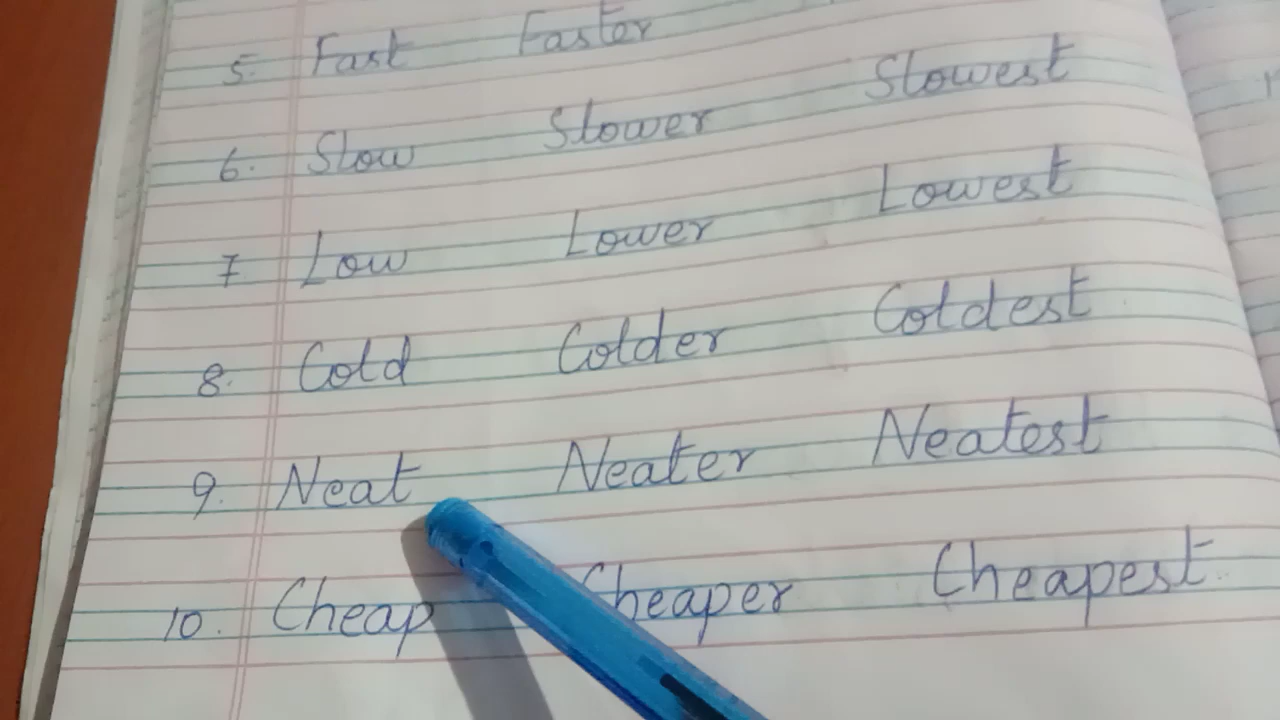 5. Fast Faster
6. Slow Slower Slowest
7 Low Lower Lowest
8. Cold Colder Coldest
9. Neat Neater Neatest
10. Cheap Cheaper Cheapest.